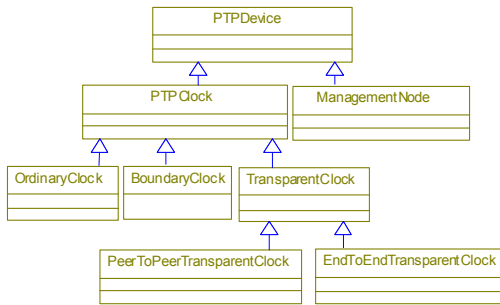 PTPDevice
PTPClock
ManagementNode
OrdinaryClock
BoundaryClock
TransparentClock
PeerToPeerTransparentClock
EndToEndTransparentClock